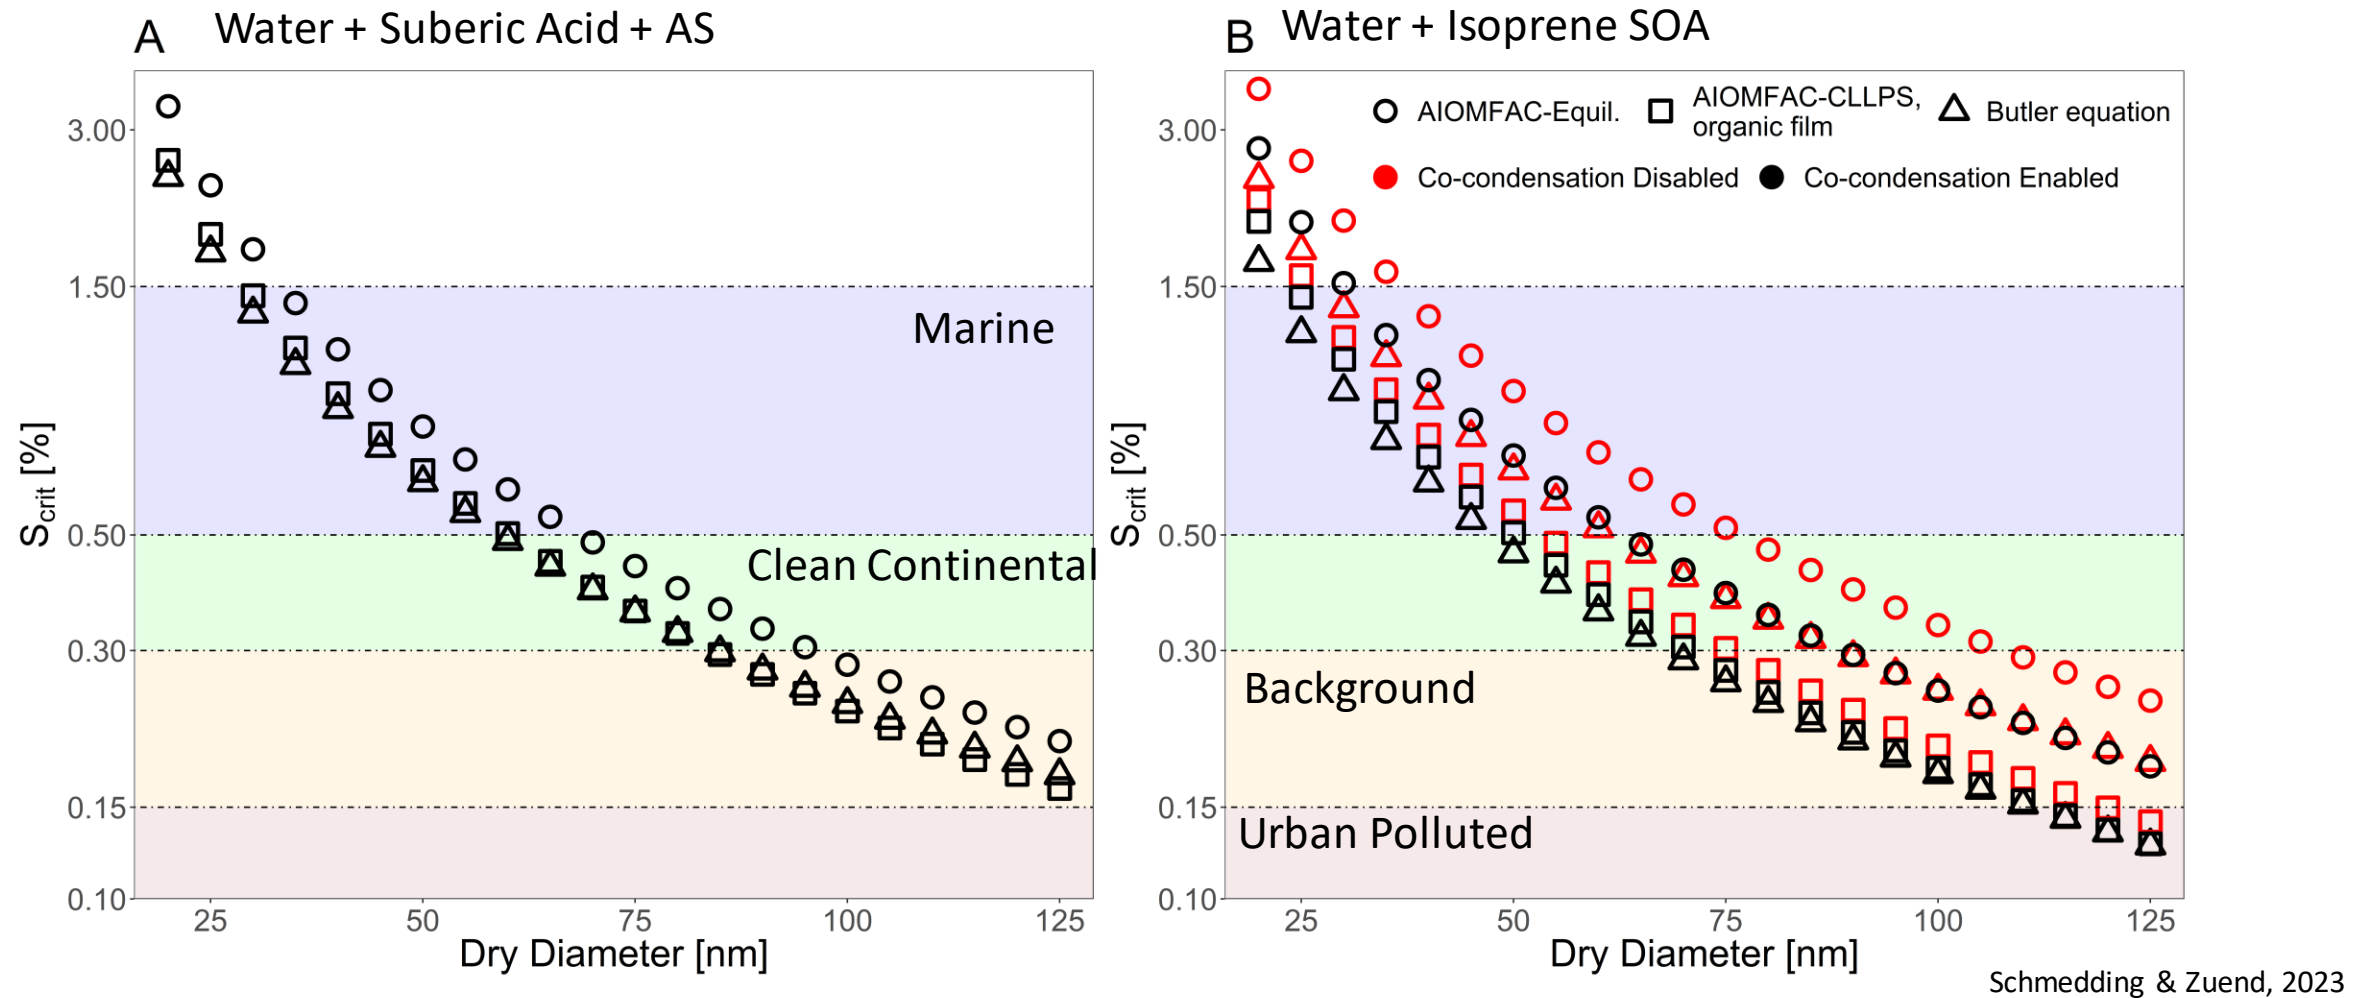 A Water + Suberic Acid + AS
3.00
1.50
0.50
0.30
0.15
0.10
S_crit [%]
Marine
Clean Continental
25 50 75 100 125
Dry Diameter [nm]
B Water + Isoprene SOA
AIOMFAC-Equil.
AIOMFAC-CLLPS,
organic film
Butler equation
Co-condensation Disabled
Co-condensation Enabled
3.00
1.50
0.50
0.30
0.15
0.10
S_crit [%]
Background
Urban Polluted
25 50 75 100 125
Dry Diameter [nm]
Schmedding & Zuend, 2023